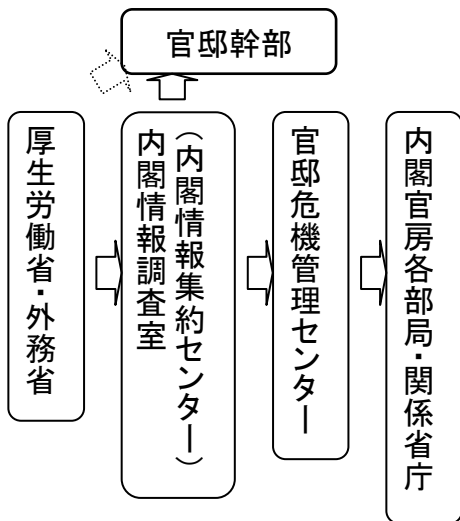 官邸幹部
厚生労働省・外務省
内閣情報調査室
（内閣情報集約センター）
官邸危機管理センター
内閣官房各部局・関係省庁